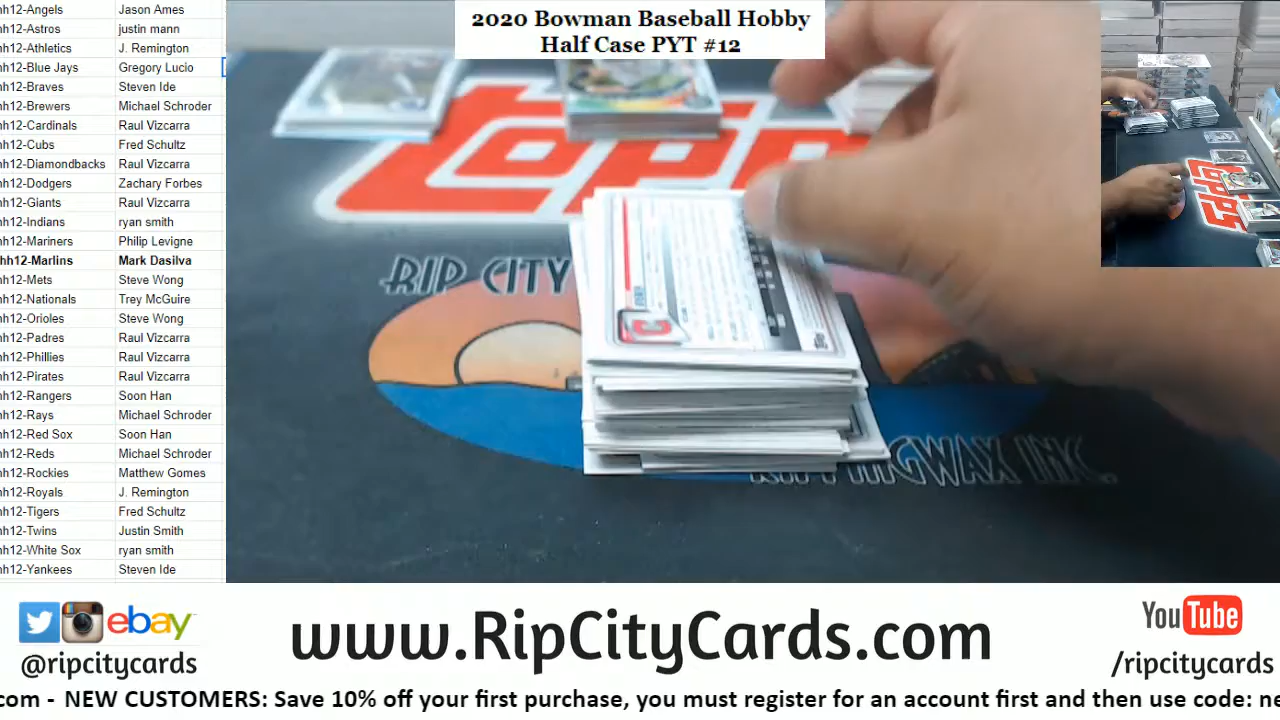 2020 Bowman Baseball Hobby
Half Case PYT #12
hh12-Angels Jason Ames
hh12-Astros justin mann
hh12-Athletics J. Remington
hh12-Blue Jays Gregory Lucio
hh12-Braves Steven Ide
hh12-Brewers Michael Schroder
hh12-Cardinals Raul Vizcarra
hh12-Cubs Fred Schultz
hh12-Diamondbacks Raul Vizcarra
hh12-Dodgers Zachary Forbes
hh12-Giants Raul Vizcarra
hh12-Indians ryan smith
hh12-Mariners Philip Levigne
hh12-Marlins Mark Dasilva
hh12-Mets Steve Wong
hh12-Nationals Trey McGuire
hh12-Orioles Steve Wong
hh12-Padres Raul Vizcarra
hh12-Phillies Raul Vizcarra
hh12-Pirates Raul Vizcarra
hh12-Rangers Soon Han
hh12-Rays Michael Schroder
hh12-Red Sox Soon Han
hh12-Reds Michael Schroder
hh12-Rockies Matthew Gomes
hh12-Royals J. Remington
hh12-Tigers Fred Schultz
hh12-Twins Justin Smith
hh12-White Sox ryan smith
hh12-Yankees Steven Ide
Topps
RIP CITY
WAX INC.
Topps
ebay
@ripcitycards
www.RipCityCards.com
YouTube
/ripcitycards
com - NEW CUSTOMERS: Save 10% off your first purchase, you must register for an account first and then use code: ne